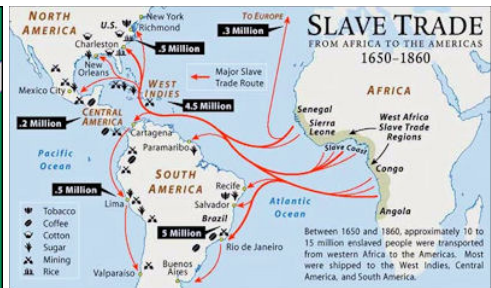 NORTH
AMERICA
U.S.
New York
Richmond
TO EUROPE
.3 Million
SLAVE TRADE
FROM AFRICA TO THE AMERICAS
1650–1860
Charleston
.5 Million
New
Orleans
Major Slave
Trade Route
AFRICA
Mexico City
WEST
INDIES
4.5 Million
.2 Million
CENTRAL
AMERICA
Cartagena
Paramaribo
Senegal
Sierra
Leone
West Africa
Slave Trade
Regions
Slave Coast
Pacific
Ocean
SOUTH
AMERICA
Congo
.5 Million
Lima
Recife
Salvador
Brazil
Atlantic
Ocean
Angola
Tobacco
Coffee
Cotton
Sugar
Mining
Rice
5 Million
Rio de Janeiro
Valparaiso
Buenos
Aires
Between 1650 and 1860, approximately 10 to
15 million enslaved people were transported
from western Africa to the Americas. Most
were shipped to the West Indies, Central
America, and South America.